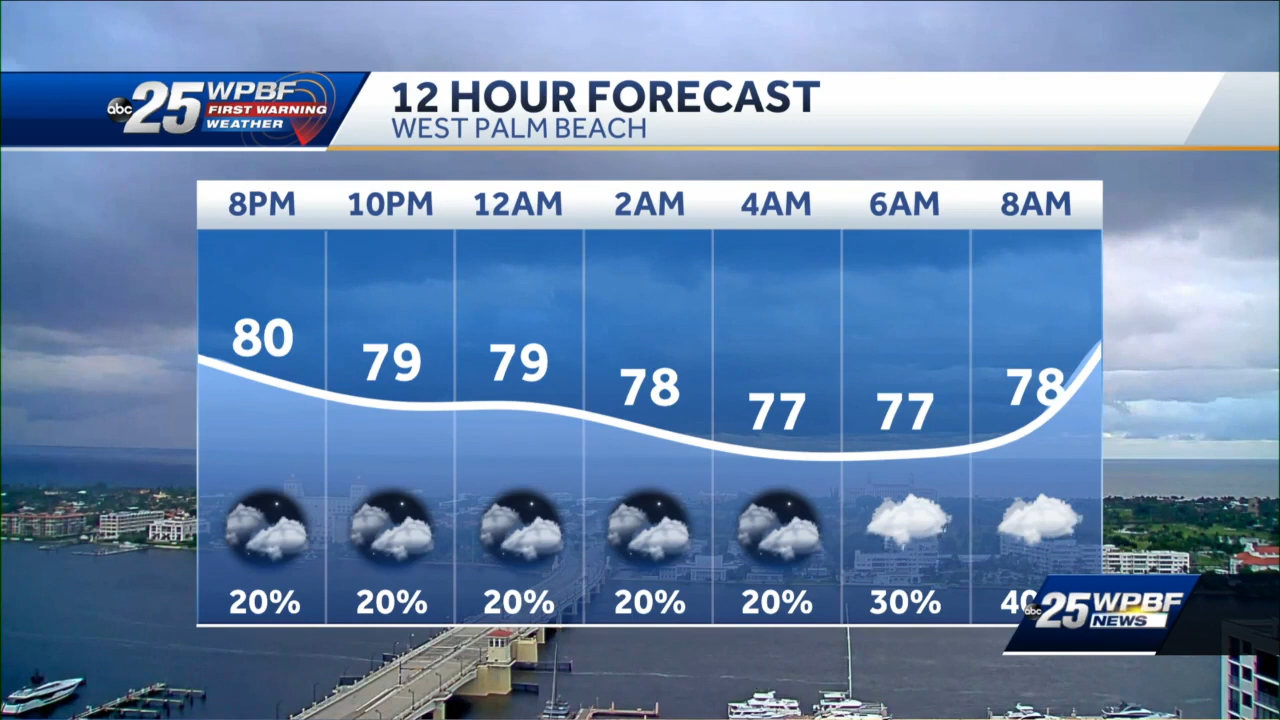 abc 25 WPBF
FIRST WARNING
WEATHER
12 HOUR FORECAST
WEST PALM BEACH
8PM 10PM 12AM 2AM 4AM 6AM 8AM
80 79 79 78 77 77 78
20% 20% 20% 20% 20% 30% 40
abc 25 WPBF
NEWS